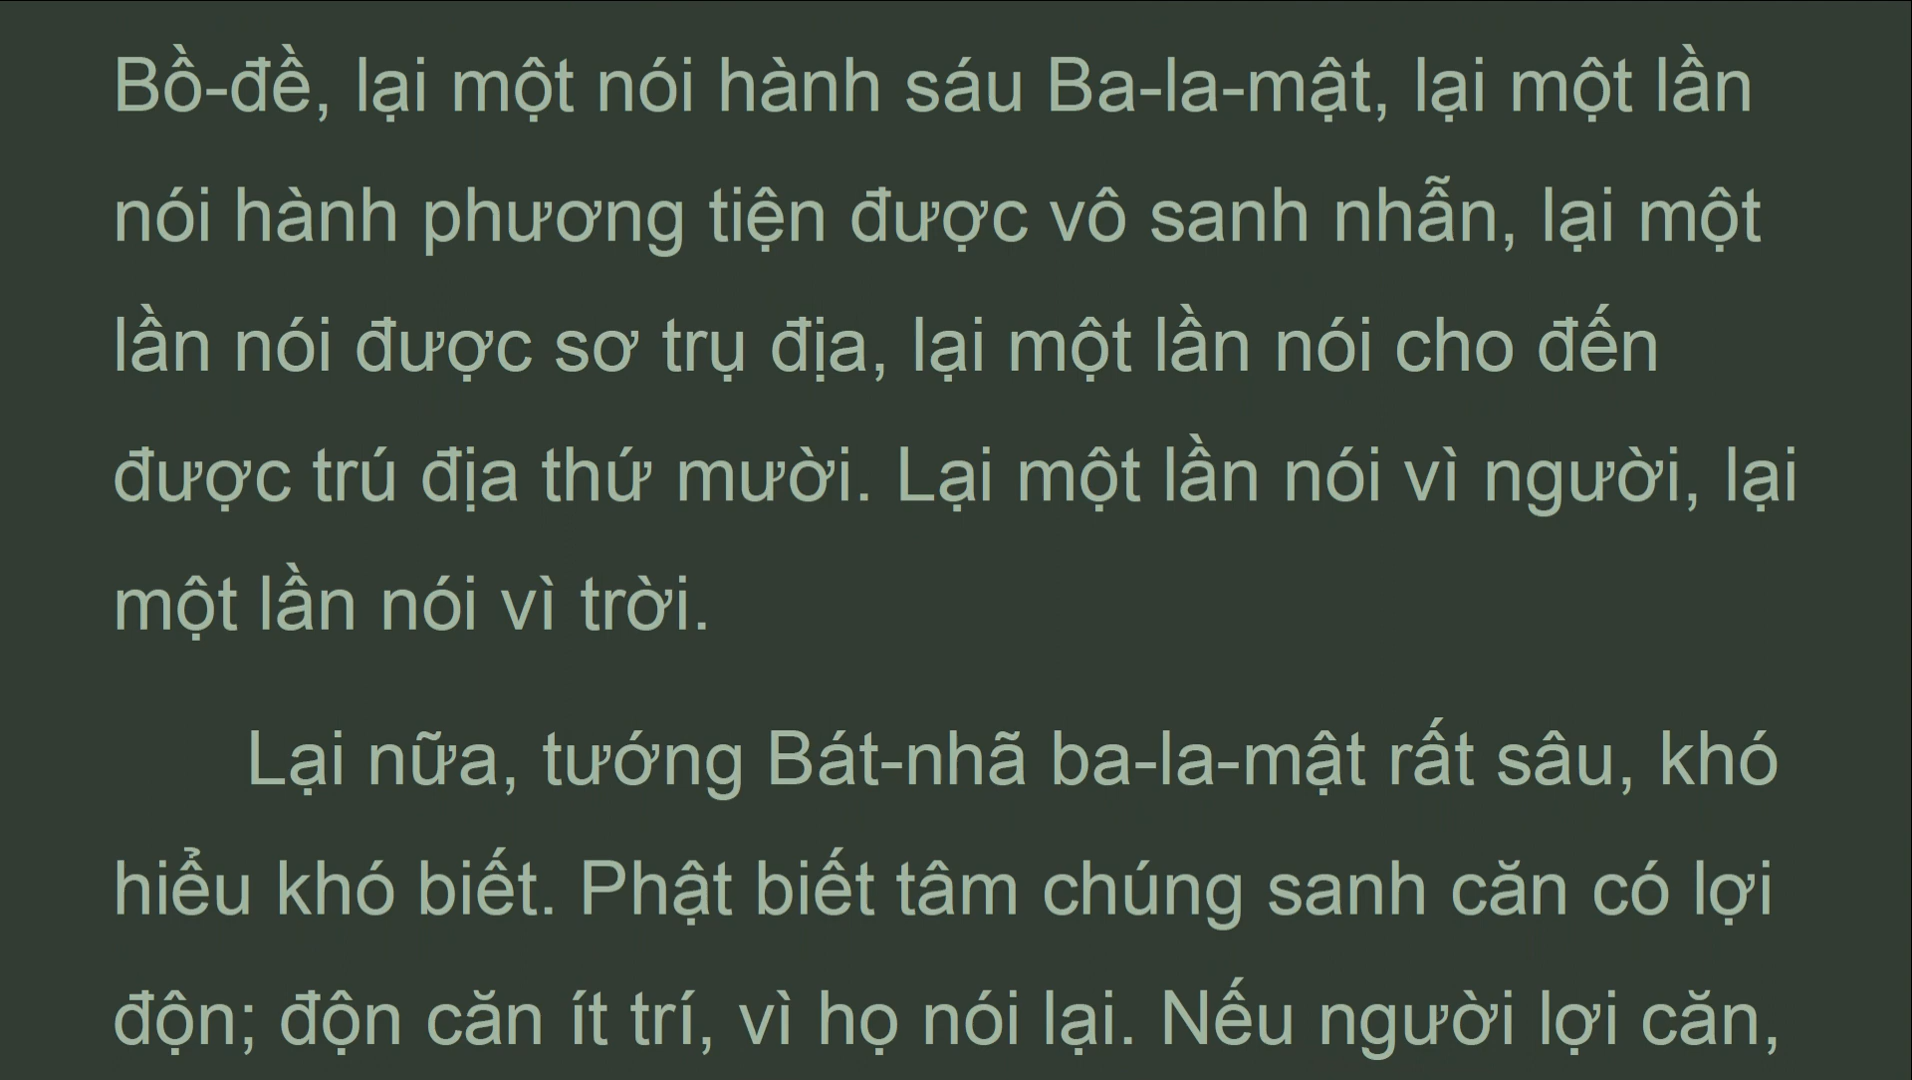 Bồ-đề, lại một nói hành sáu Ba-la-mật, lại một lần
nói hành phương tiện được vô sanh nhẫn, lại một
lần nói được sơ trụ địa, lại một lần nói cho đến
được trú địa thứ mười. Lại một lần nói vì người, lại
một lần nói vì trời.
Lại nữa, tướng Bát-nhã ba-la-mật rất sâu, khó
hiểu khó biết. Phật biết tâm chúng sanh căn có lợi
độn; độn căn ít trí, vì họ nói lại. Nếu người lợi căn,